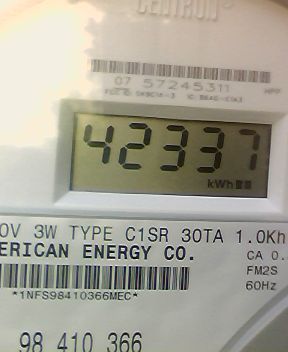 CENTRON®
07 57245311
42337
kWh
0V 3W TYPE C1SR 30TA 1.0Kh
ERICAN ENERGY CO.
CA 0.
FM2S
60Hz
*1NFS98410366MEC*
98 410 366